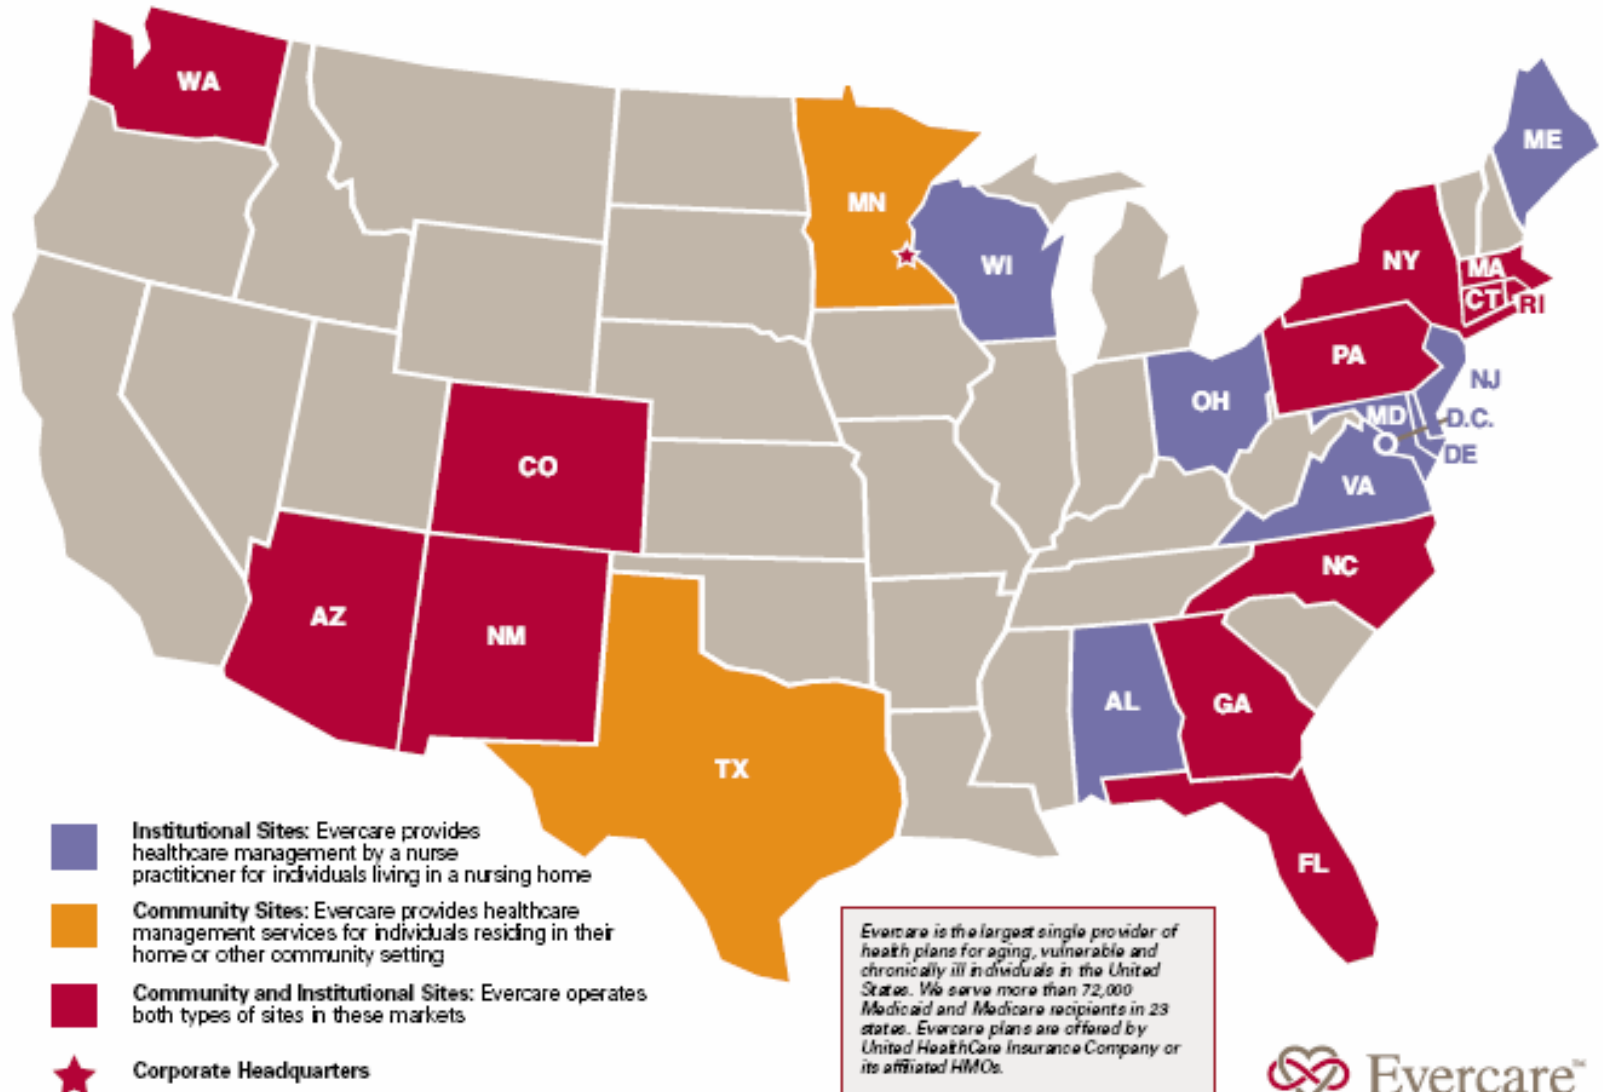 WA
ME
MN
WI
NY
MA
CT
RI
PA
NJ
OH
MD
D.C.
DE
CO
VA
NC
AZ
NM
AL
GA
TX
FL
Institutional Sites: Evercare provides
healthcare management by a nurse
practitioner for individuals living in a nursing home
Community Sites: Evercare provides healthcare
management services for individuals residing in their
home or other community setting
Community and Institutional Sites: Evercare operates
both types of sites in these markets
Corporate Headquarters
Evercare is the largest single provider of
health plans for aging, vulnerable and
chronically ill individuals in the United
States. We serve more than 72,000
Medicaid and Medicare recipients in 23
states. Evercare plans are offered by
United HealthCare Insurance Company or
its affiliated HMOs.
Evercare™